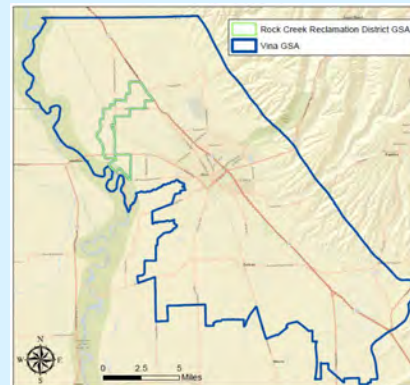 Rock Creek Reclamation District GSA
Vina GSA
N
W
E
S
0 2.5 5
Miles